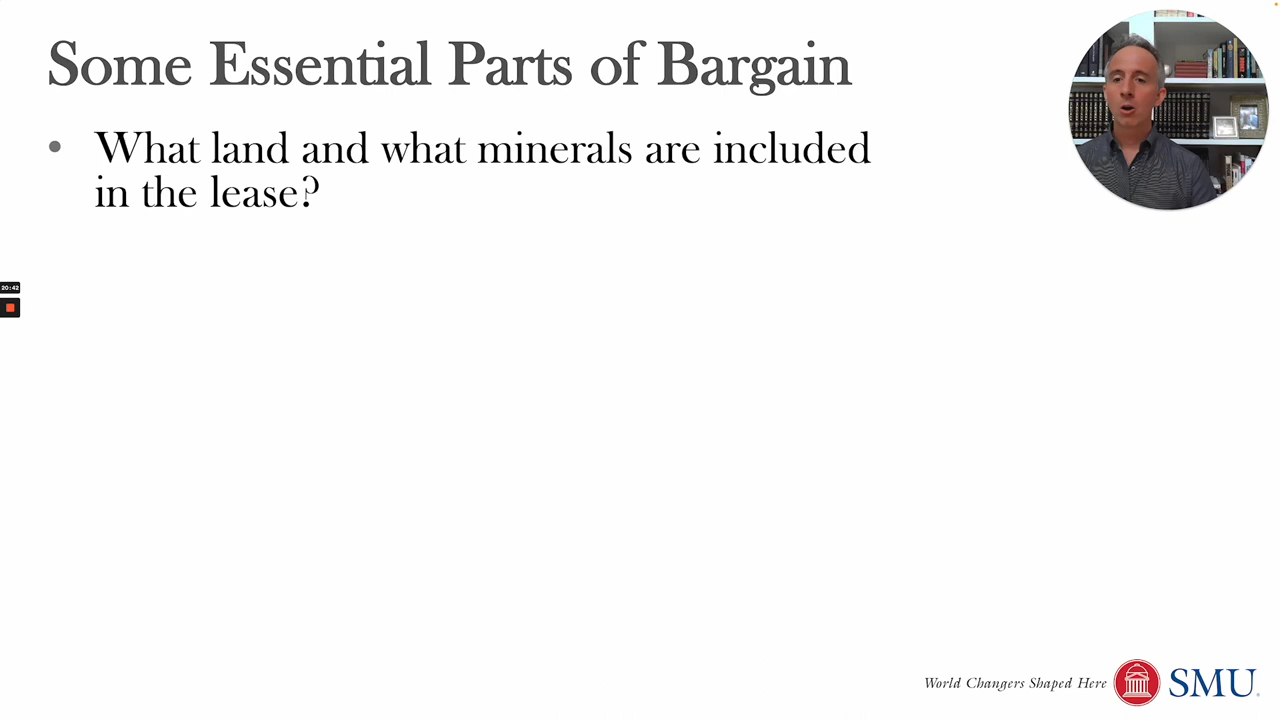 Some Essential Parts of Bargain
• What land and what minerals are included
in the lease?
20:42
World Changers Shaped Here
SMU